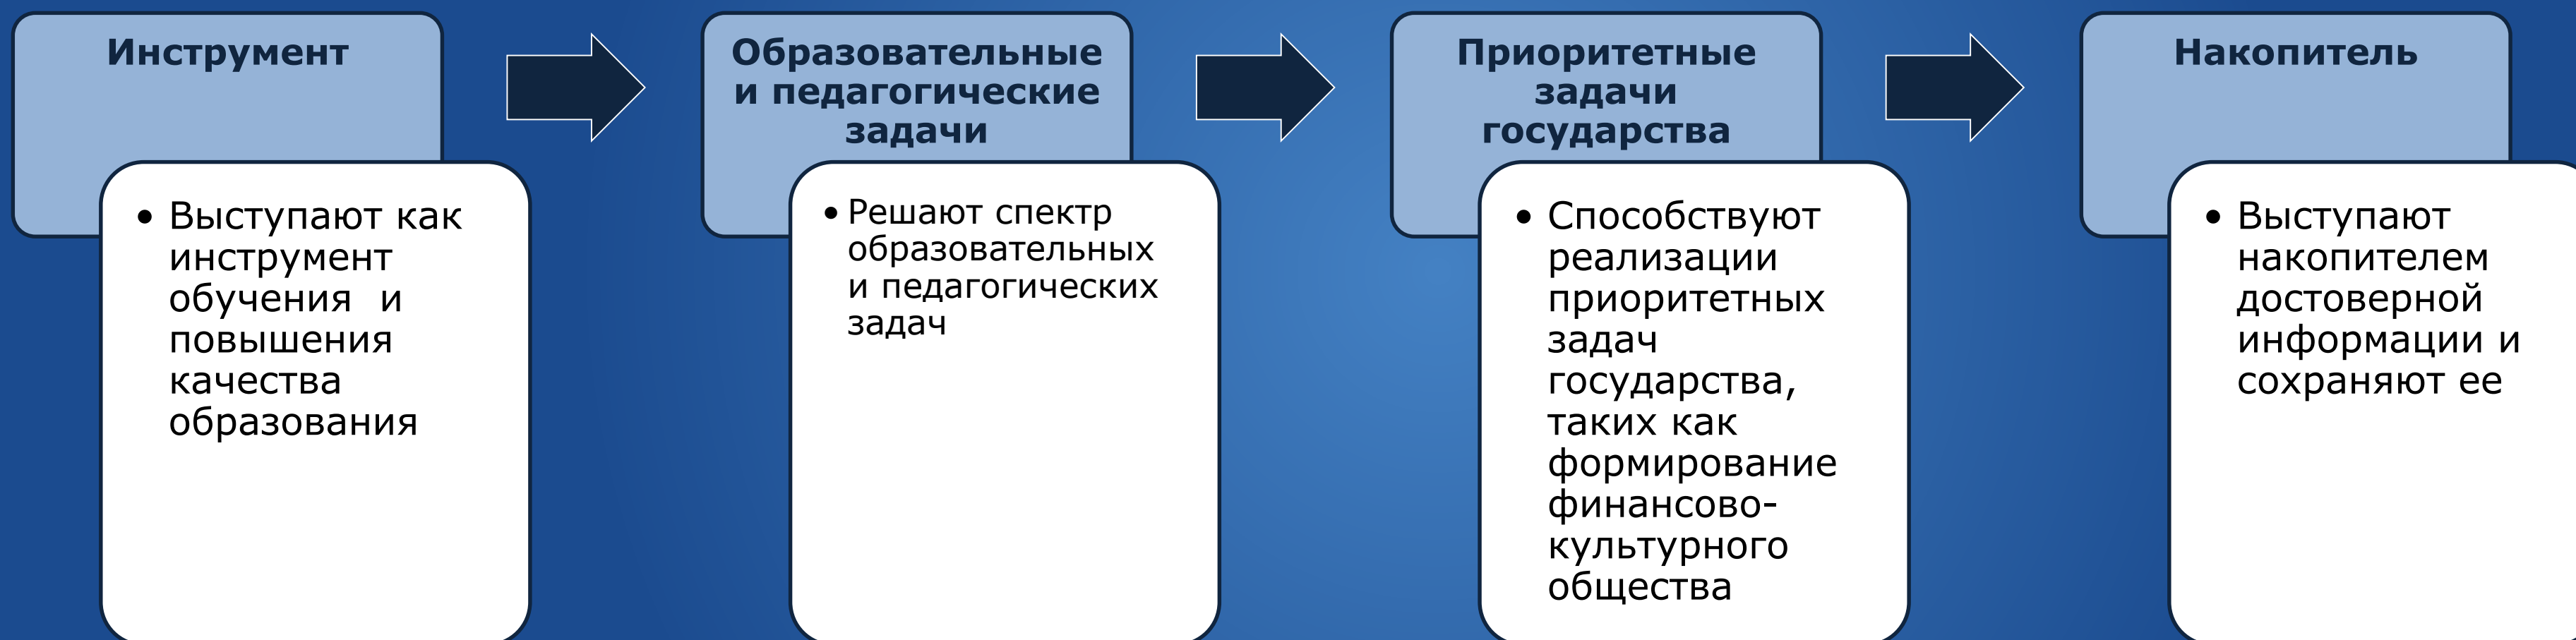 Инструмент
• Выступают как
инструмент
обучения  и
повышения
качества
образования
Образовательные
и педагогические
задачи
• Решают спектр
образовательных
и педагогических
задач
Приоритетные
задачи
государства
• Способствуют
реализации
приоритетных
задач
государства,
таких как
формирование
финансово-
культурного
общества
Накопитель
• Выступают
накопителем
достоверной
информации и
сохраняют ее